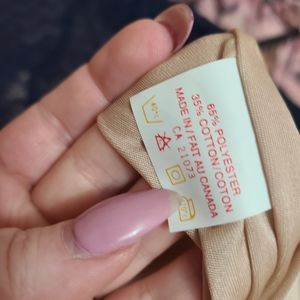 65% POLYESTER
35% COTTON/COTON
MADE IN/FAIT AU CANADA
CA 21073